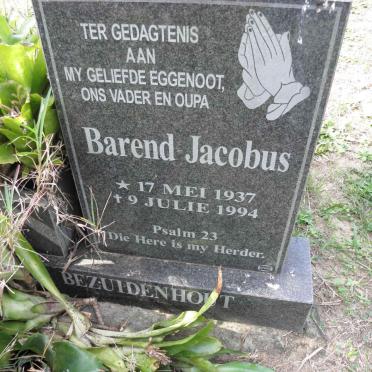 TER GEDAGTENIS
AAN
MY GELIEFDE EGGENOOT,
ONS VADER EN OUPA
Barend Jacobus
★ 17 MEI 1937
✝ 9 JULIE 1994
Psalm 23
Die Here is my Herder.
BEZUIDENHOUT